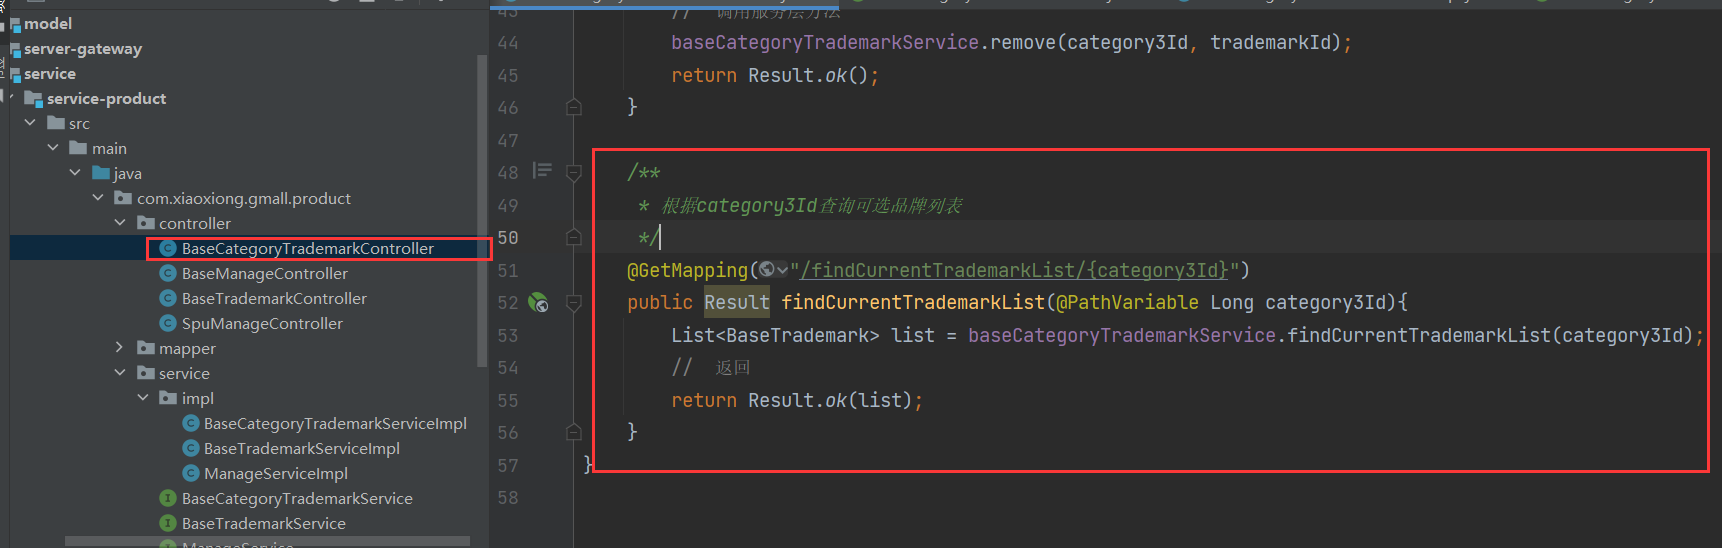 model
server-gateway
service
service-product
src
main
java
com.xiaoxiong.gmall.product
controller
BaseCategoryTrademarkController
BaseManageController
BaseTrademarkController
SpuManageController
mapper
service
impl
BaseCategoryTrademarkServiceImpl
BaseTrademarkServiceImpl
ManageServiceImpl
BaseCategoryTrademarkService
BaseTrademarkService
ManageService
43 // 调用服务层方法
44 baseCategoryTrademarkService.remove(category3Id, trademarkId);
45 return Result.ok();
46 }
47
48 /**
49 * 根据category3Id查询可选品牌列表
50 */
51 @GetMapping("/findCurrentTrademarkList/{category3Id}")
52 public Result findCurrentTrademarkList(@PathVariable Long category3Id){
53 List<BaseTrademark> list = baseCategoryTrademarkService.findCurrentTrademarkList(category3Id);
54 // 返回
55 return Result.ok(list);
56 }
57 }
58